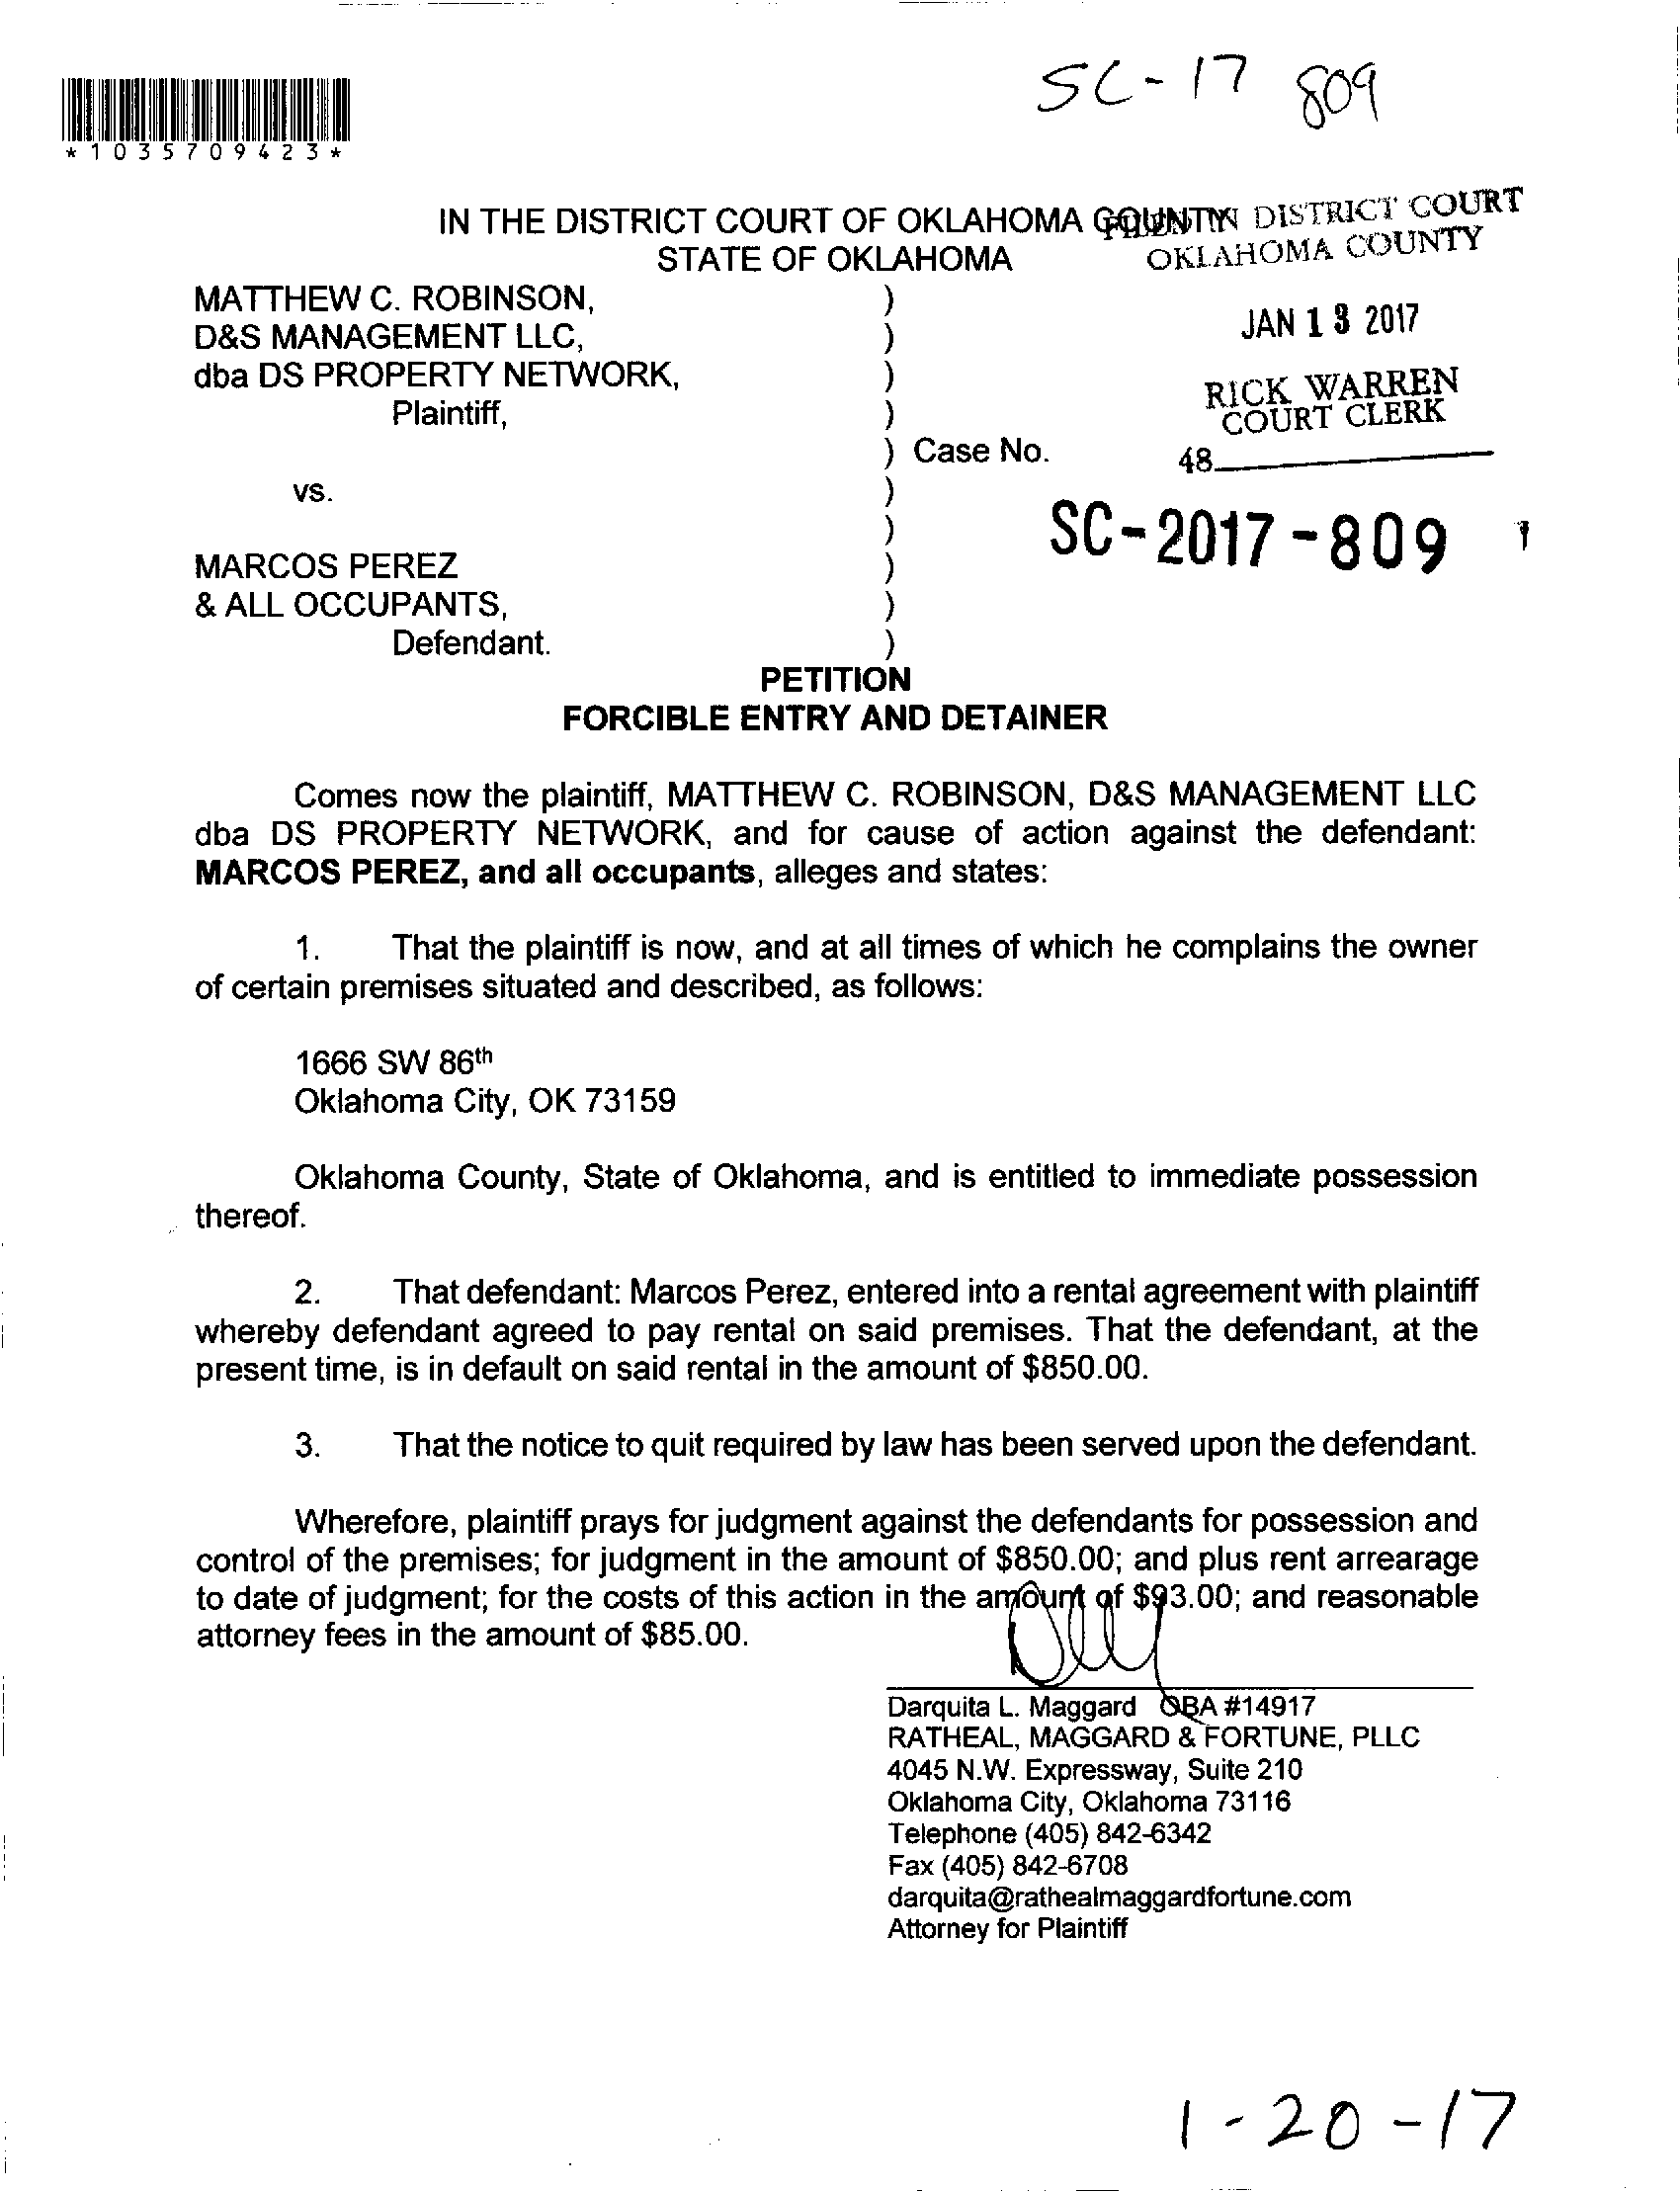 SC-17 809
*1035709423*
IN THE DISTRICT COURT OF OKLAHOMA COUNTY
STATE OF OKLAHOMA
FILED IN DISTRICT COURT
OKLAHOMA COUNTY
JAN 13 2017
RICK WARREN
COURT CLERK
48
MATTHEW C. ROBINSON, )
D&S MANAGEMENT LLC, )
dba DS PROPERTY NETWORK, )
Plaintiff, )
) Case No.
vs. )
)
SC-2017-809
MARCOS PEREZ )
& ALL OCCUPANTS, )
Defendant. )
PETITION
FORCIBLE ENTRY AND DETAINER
Comes now the plaintiff, MATTHEW C. ROBINSON, D&S MANAGEMENT LLC
dba DS PROPERTY NETWORK, and for cause of action against the defendant:
MARCOS PEREZ, and all occupants, alleges and states:
1. That the plaintiff is now, and at all times of which he complains the owner
of certain premises situated and described, as follows:
1666 SW 86th
Oklahoma City, OK 73159
Oklahoma County, State of Oklahoma, and is entitled to immediate possession
thereof.
2. That defendant: Marcos Perez, entered into a rental agreement with plaintiff
whereby defendant agreed to pay rental on said premises. That the defendant, at the
present time, is in default on said rental in the amount of $850.00.
3. That the notice to quit required by law has been served upon the defendant.
Wherefore, plaintiff prays for judgment against the defendants for possession and
control of the premises; for judgment in the amount of $850.00; and plus rent arrearage
to date of judgment; for the costs of this action in the amount of $93.00; and reasonable
attorney fees in the amount of $85.00.
Darquita L. Maggard OBA #14917
RATHEAL, MAGGARD & FORTUNE, PLLC
4045 N.W. Expressway, Suite 210
Oklahoma City, Oklahoma 73116
Telephone (405) 842-6342
Fax (405) 842-6708
darquita@rathealmaggardfortune.com
Attorney for Plaintiff
1-20-17